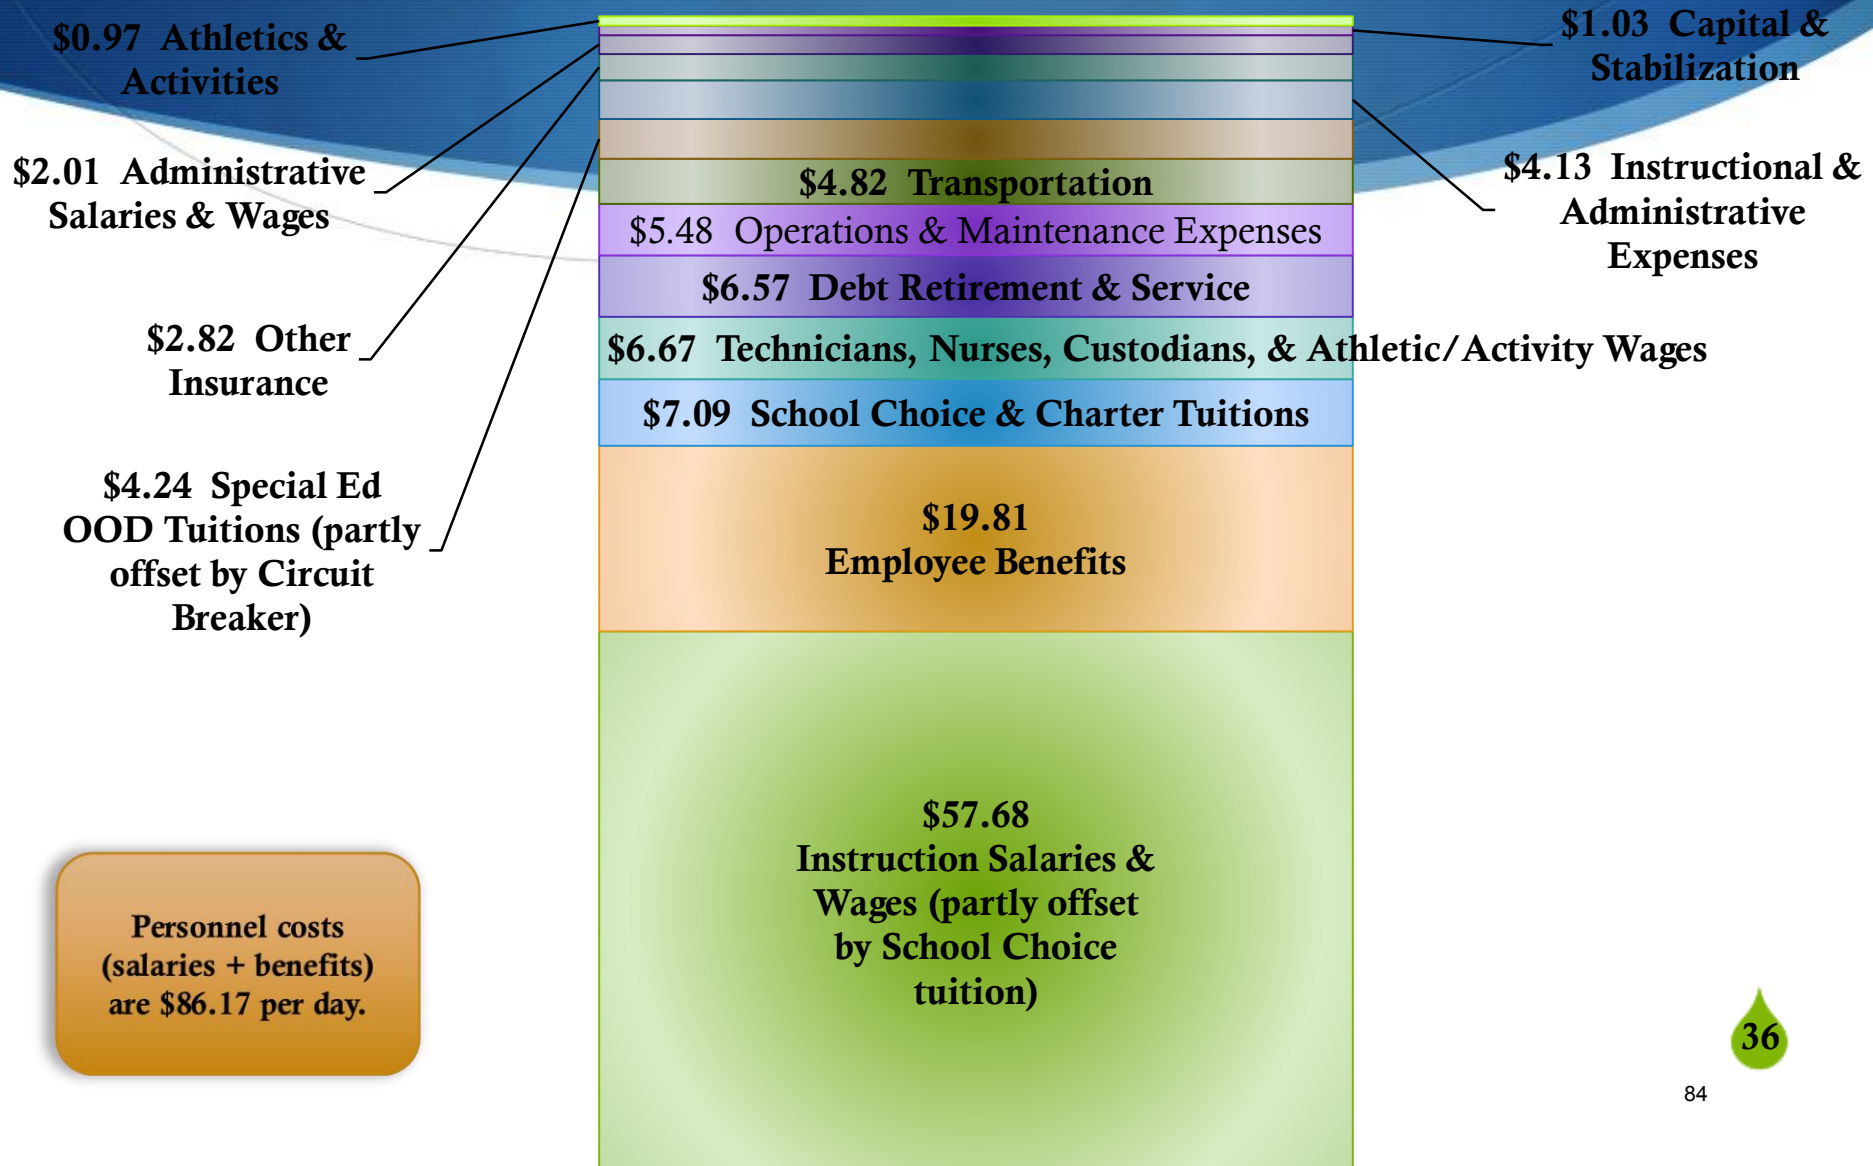 $0.97 Athletics &
Activities
$1.03 Capital &
Stabilization
$2.01 Administrative
Salaries & Wages
$4.13 Instructional &
Administrative
Expenses
$2.82 Other
Insurance
$4.24 Special Ed
OOD Tuitions (partly
offset by Circuit
Breaker)
$4.82 Transportation
$5.48 Operations & Maintenance Expenses
$6.57 Debt Retirement & Service
$6.67 Technicians, Nurses, Custodians, & Athletic/Activity Wages
$7.09 School Choice & Charter Tuitions
$19.81
Employee Benefits
$57.68
Instruction Salaries &
Wages (partly offset
by School Choice
tuition)
Personnel costs
(salaries + benefits)
are $86.17 per day.
36
84